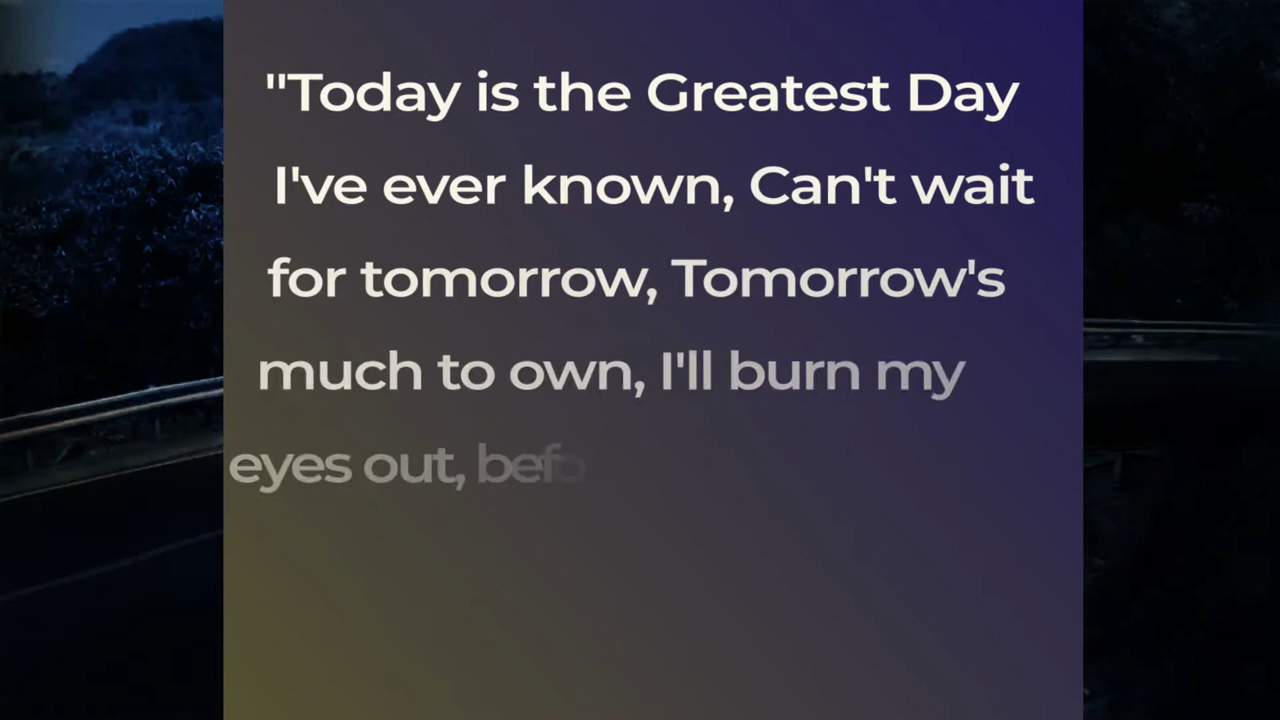 "Today is the Greatest Day
I've ever known, Can't wait
for tomorrow, Tomorrow's
much to own, I'll burn my
eyes out, befo